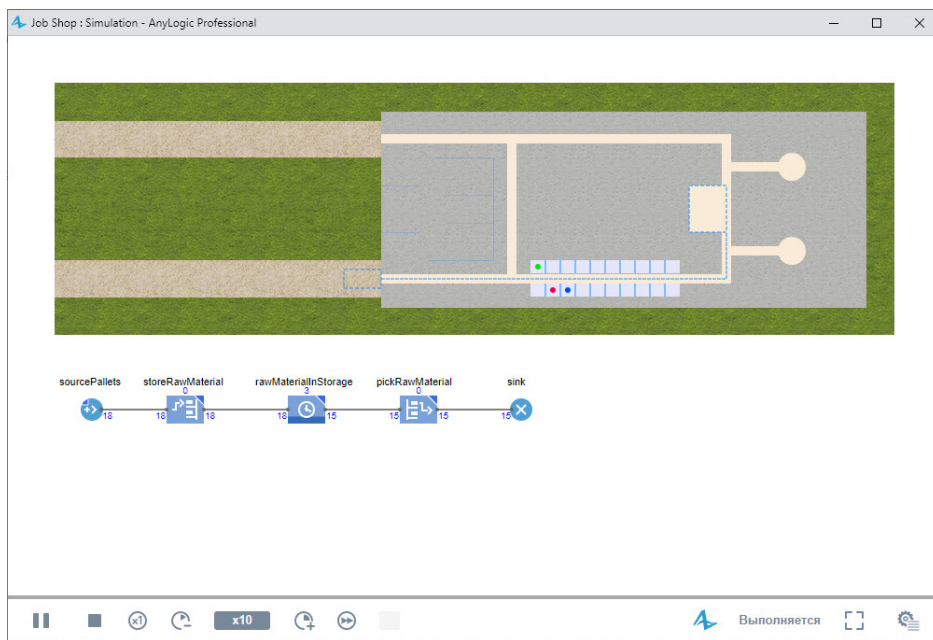 Job Shop : Simulation - AnyLogic Professional
sourcePallets storeRawMaterial rawMaterialInStorage pickRawMaterial sink
0 3 0
18 18 18 18 15 15 15 15
x1 x10 Выполняется